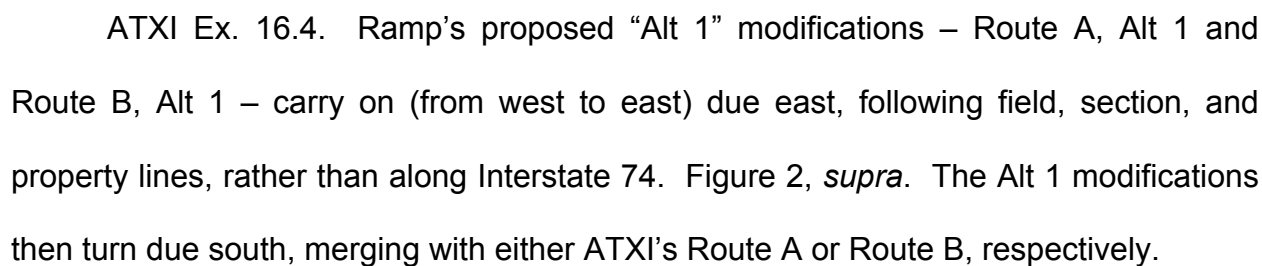 ATXI Ex. 16.4. Ramp’s proposed “Alt 1” modifications – Route A, Alt 1 and
Route B, Alt 1 – carry on (from west to east) due east, following field, section, and
property lines, rather than along Interstate 74. Figure 2, supra. The Alt 1 modifications
then turn due south, merging with either ATXI’s Route A or Route B, respectively.